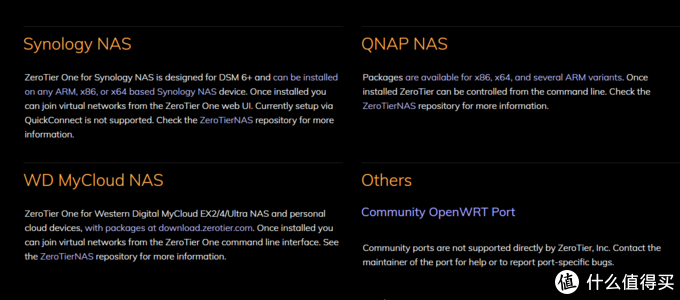 Synology NAS
ZeroTier One for Synology NAS is designed for DSM 6+ and can be installed
on any ARM, x86, or x64 based Synology NAS device. Once installed you
can join virtual networks from the ZeroTier One web UI. Currently setup via
QuickConnect is not supported. Check the ZeroTierNAS repository for more
information.
QNAP NAS
Packages are available for x86, x64, and several ARM variants. Once
installed ZeroTier can be controlled from the command line. Check the
ZeroTierNAS repository for more information.
WD MyCloud NAS
ZeroTier One for Western Digital MyCloud EX2/4/Ultra NAS and personal
cloud devices, with packages at download.zerotier.com. Once installed you
can join virtual networks from the ZeroTier One command line interface. See
the ZeroTierNAS repository for more information.
Others
Community OpenWRT Port
Community ports are not supported directly by ZeroTier, Inc. Contact the
maintainer of the port for help or to report port-specific bugs.
值 什么值得买